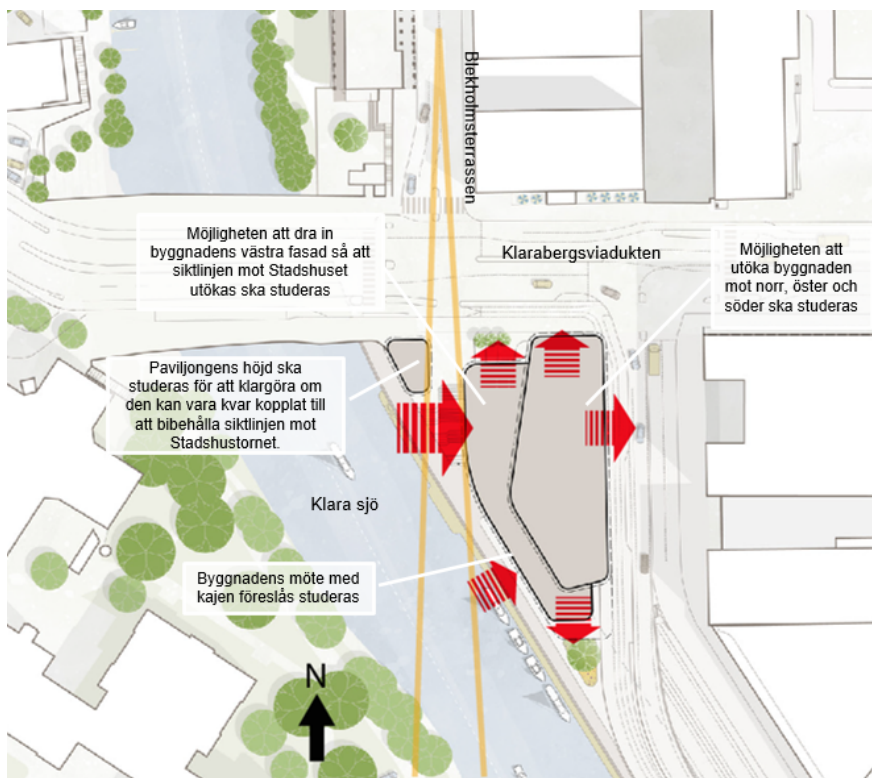 Blekholmsterrassen
Möjligheten att dra in
byggnadens västra fasad så att
siktlinjen mot Stadshuset
utökas ska studeras
Klarabergsviadukten
Möjligheten att
utöka byggnaden
mot norr, öster och
söder ska studeras
Paviljongens höjd ska
studeras för att klargöra om
den kan vara kvar kopplat till
att bibehålla siktlinjen mot
Stadshustornet.
Klara sjö
Byggnadens möte med
kajen föreslås studeras
N